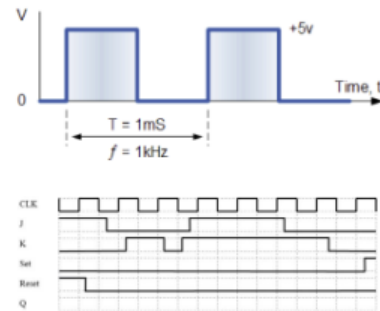 V
+5v
0
Time, t
T = 1mS
f = 1kHz
CLK
J
K
Set
Reset
Q